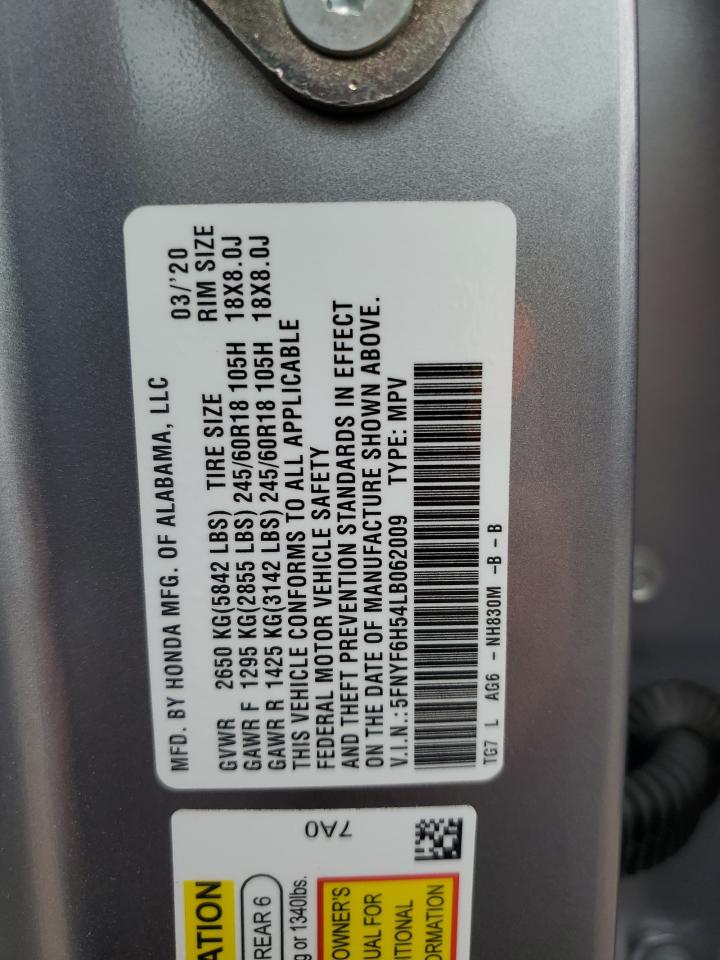 MFD. BY HONDA MFG. OF ALABAMA, LLC 03/'20
GVWR 2650 KG(5842 LBS) TIRE SIZE RIM SIZE
GAWR F 1295 KG(2855 LBS) 245/60R18 105H 18X8.0J
GAWR R 1425 KG(3142 LBS) 245/60R18 105H 18X8.0J
THIS VEHICLE CONFORMS TO ALL APPLICABLE
FEDERAL MOTOR VEHICLE SAFETY
AND THEFT PREVENTION STANDARDS IN EFFECT
ON THE DATE OF MANUFACTURE SHOWN ABOVE.
V.I.N.:5FNYF6H54LB062009 TYPE: MPV
TG7 L AG6 - NH830M -B - B
7A0
ATION
REAR 6
g or 1340lbs.
OWNER'S
UAL FOR
ITIONAL
ORMATION